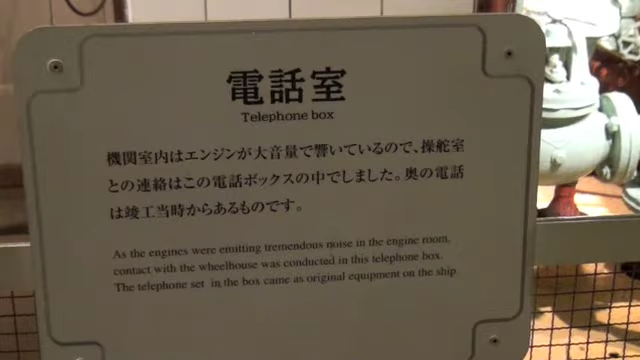 電話室
Telephone box
機関室内はエンジンが大音量で響いているので、操舵室
との連絡はこの電話ボックスの中でしました。奥の電話
は竣工当時からあるものです。
As the engines were emitting tremendous noise in the engine room,
contact with the wheelhouse was conducted in this telephone box.
The telephone set in the box came as original equipment on the ship.